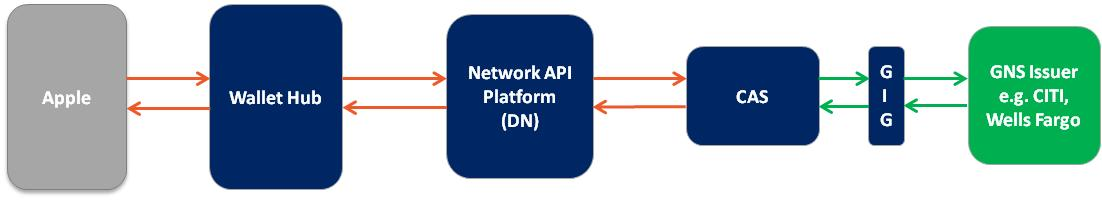 Apple
Wallet Hub
Network API
Platform
(DN)
CAS
G
I
G
GNS Issuer
e.g. CITI,
Wells Fargo